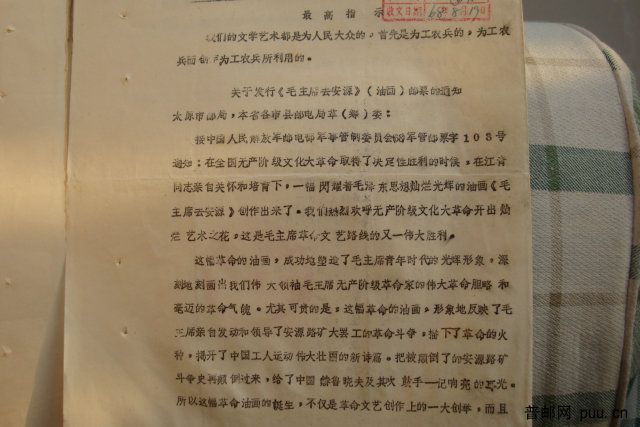 最高指示
收文日期 68.8.19
我们的文学艺术都是为人民大众的，首先是为工农兵的，为工农
兵而创 为工农兵所利用的。
关于发行《毛主席去安源》（油画）邮票的通知
太原市邮局，本省各市县邮电局革（筹）委：
按中国人民解放军邮电部军事管制委员会68军管邮票字103号
通知：在全国无产阶级文化大革命取得了决定性胜利的时候，在江青
同志亲自关怀和培育下，一幅闪耀着毛泽东思想灿烂光辉的油画《毛
主席去安源》创作出来了。我们热烈欢呼无产阶级文化大革命开出灿
烂艺术之花，这是毛主席革命文艺路线的又一伟大胜利。
这幅革命的油画，成功地塑造了毛主席青年时代的光辉形象，深
刻地刻画出我们伟大领袖毛主席无产阶级革命家的伟大革命胆略和
毫迈的革命气魄。尤其可贵的是，这幅革命的油画，形象地反映了毛
主席亲自发动和领导了安源路矿大罢工的革命斗争，描下了革命的火
种，揭开了中国工人运动伟大壮丽的新诗篇。把被颠倒了的安源路矿
斗争史再颠倒过来，给了中国赫鲁晓夫及其吹鼓手一记响亮的耳光。
所以这幅革命油画的诞生，不仅是革命文艺创作上的一大创举，而且
普邮网 puu.cn